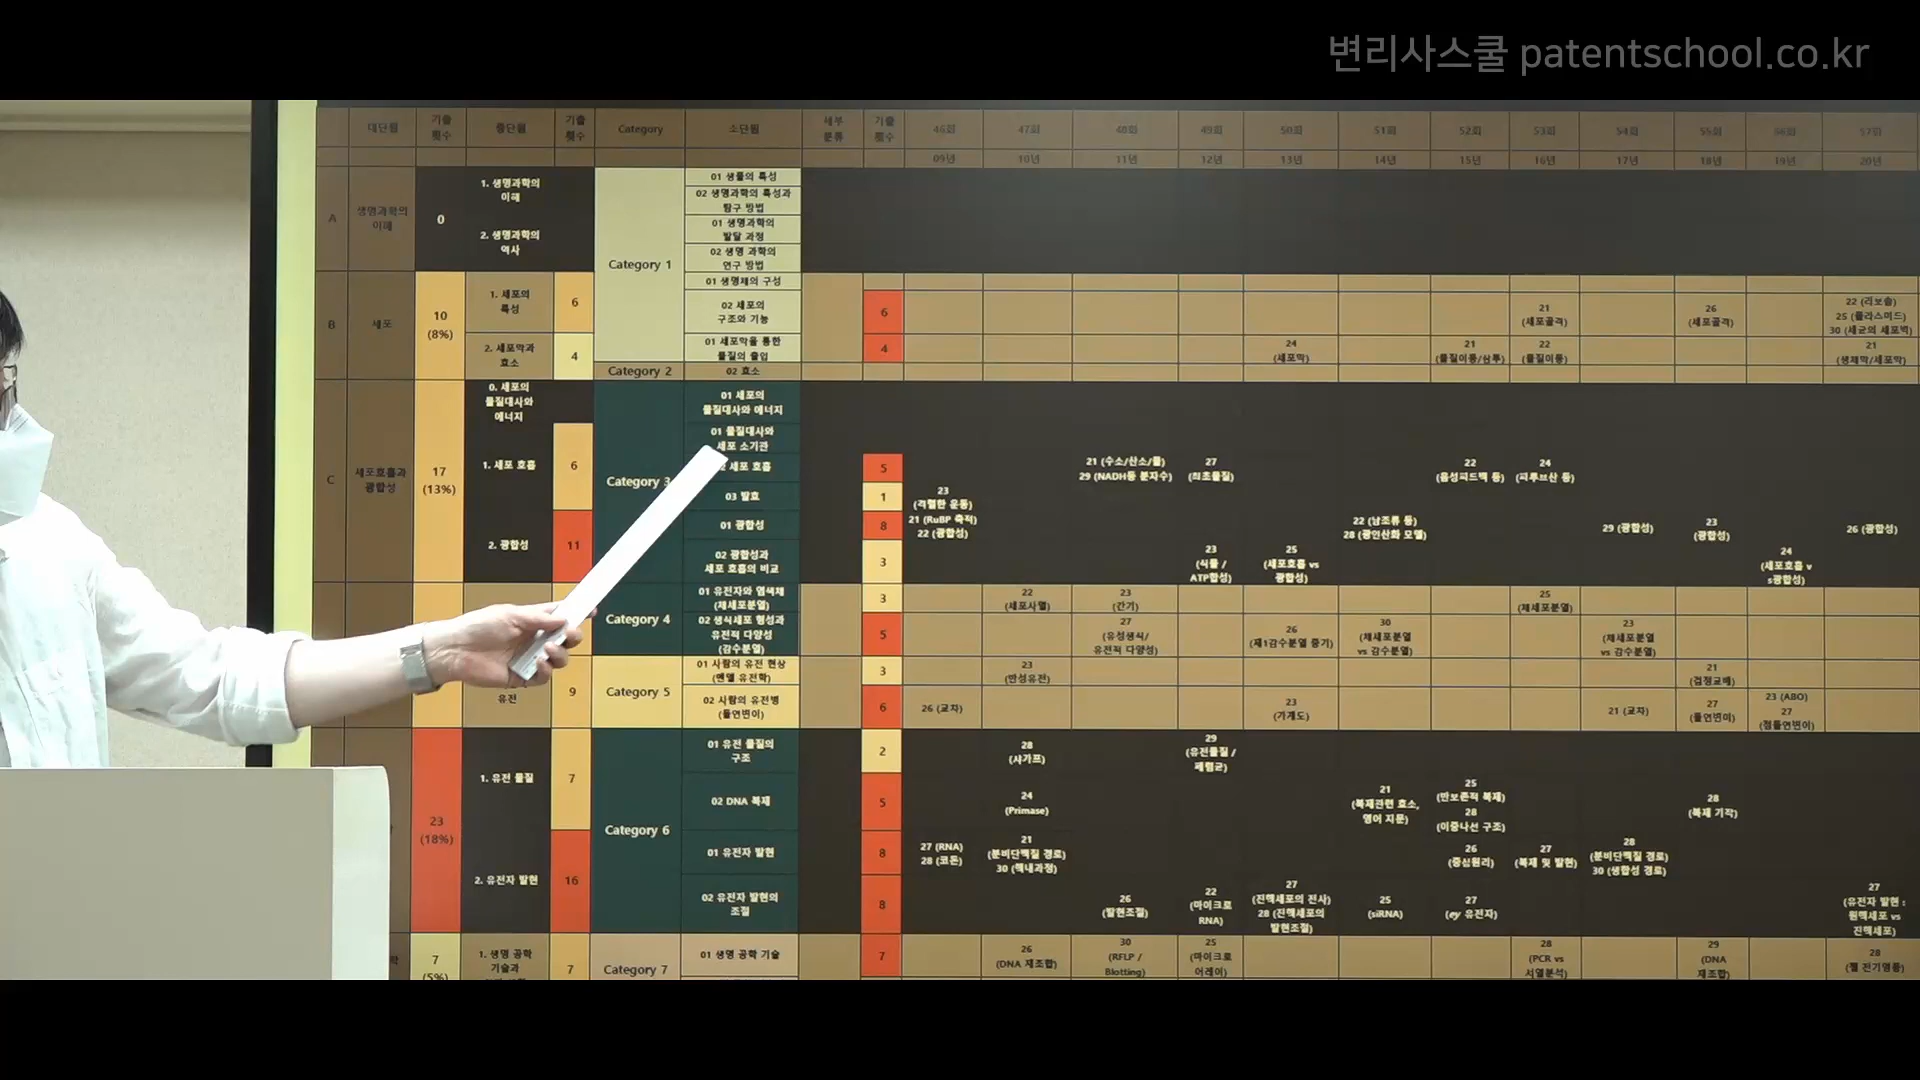 변리사스쿨 patentschool.co.kr
대단원 기출 횟수 중단원 기출 횟수 Category 소단원 세부 분류 기출 횟수 46회 47회 48회 49회 50회 51회 52회 53회 54회 55회 56회 57회
09년 10년 11년 12년 13년 14년 15년 16년 17년 18년 19년 20년
A 생명과학의 이해 0
1. 생명과학의 이해
2. 생명과학의 역사
Category 1
01 생물의 특성
02 생명과학의 특성과 탐구 방법
01 생명과학의 발달 과정
02 생명 과학의 연구 방법
B 세포 10 (8%)
1. 세포의 특성 6
01 생명체의 구성
02 세포의 구조와 기능 6 21 (세포골격) 26 (세포골격) 22 (리보솜) 25 (플라스미드) 30 (세균의 세포벽)
2. 세포막과 효소 4
01 세포막을 통한 물질의 출입 4 24 (세포막) 21 (물질이동/삼투) 22 (물질이동) 21 (생체막/세포막)
Category 2 02 효소
C 세포호흡과 광합성 17 (13%)
0. 세포의 물질대사와 에너지
Category 3
01 세포의 물질대사와 에너지
1. 세포 호흡 6
01 물질대사와 세포 소기관
세포 호흡 5 21 (수소/산소/물) 29 (NADH등 분자수) 27 (최초물질) 22 (음성피드백 등) 24 (피루브산 등)
03 발효 1 23 (격렬한 운동)
2. 광합성 11
01 광합성 8 21 (RuBP 축적) 22 (광합성) 22 (남조류 등) 28 (광인산화 모델) 29 (광합성) 23 (광합성) 26 (광합성)
02 광합성과 세포 호흡의 비교 3 23 (식물 / ATP합성) 25 (세포호흡 vs 광합성) 24 (세포호흡 vs광합성)
Category 4
01 유전자와 염색체 (체세포분열) 3 22 (세포사멸) 23 (간기) 25 (체세포분열)
02 생식세포 형성과 유전적 다양성 (감수분열) 5 27 (유성생식/ 유전적 다양성) 26 (제1감수분열 중기) 30 (체세포분열 vs 감수분열) 23 (체세포분열 vs 감수분열)
유전 9 Category 5
01 사람의 유전 현상 (멘델 유전학) 3 23 (반성유전) 21 (검정교배)
02 사람의 유전병 (돌연변이) 6 26 (교차) 23 (가계도) 21 (교차) 27 (돌연변이) 23 (ABO) 27 (점돌연변이)
23 (18%)
1. 유전 물질 7
Category 6
01 유전 물질의 구조 2 28 (샤가프) 29 (유전물질 / 폐렴균)
02 DNA 복제 5 24 (Primase) 21 (복제관련 효소, 영어 지문) 25 (반보존적 복제) 28 (이중나선 구조) 28 (복제 기작)
2. 유전자 발현 16
01 유전자 발현 8 27 (RNA) 28 (코돈) 21 (분비단백질 경로) 30 (핵내과정) 26 (중심원리) 27 (복제 및 발현) 28 (분비단백질 경로) 30 (생합성 경로)
02 유전자 발현의 조절 8 26 (발현조절) 22 (마이크로 RNA) 27 (진핵세포의 전사) 28 (진핵세포의 발현조절) 25 (siRNA) 27 (ey 유전자) 27 (유전자 발현 : 원핵세포 vs 진핵세포)
학 7 (5%)
1. 생명 공학 기술과 7 Category 7
01 생명 공학 기술 7 26 (DNA 재조합) 30 (RFLP / Blotting) 25 (마이크로 어레이) 28 (PCR vs 서열분석) 29 (DNA 재조합) 28 (젤 전기영동)